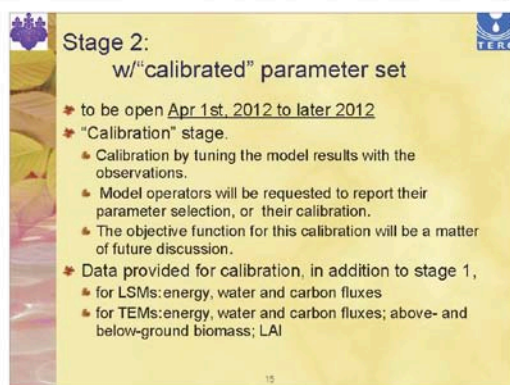 Stage 2:
w/“calibrated” parameter set
TERC
to be open Apr 1st, 2012 to later 2012
“Calibration” stage.
Calibration by tuning the model results with the
observations.
Model operators will be requested to report their
parameter selection, or their calibration.
The objective function for this calibration will be a matter
of future discussion.
Data provided for calibration, in addition to stage 1,
for LSMs:energy, water and carbon fluxes
for TEMs:energy, water and carbon fluxes; above- and
below-ground biomass; LAI
15